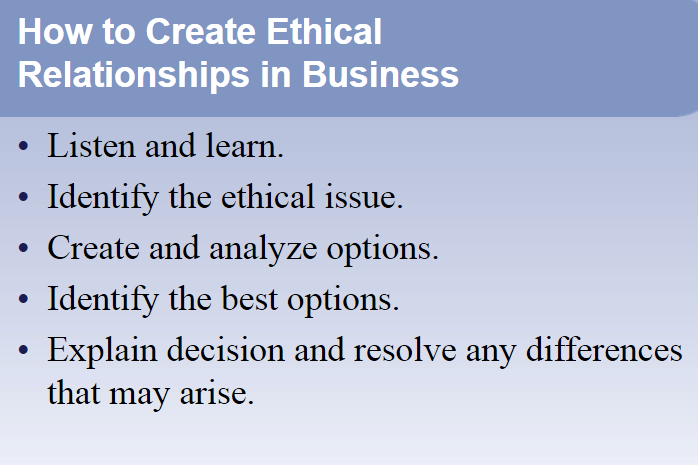 How to Create Ethical
Relationships in Business
• Listen and learn.
• Identify the ethical issue.
• Create and analyze options.
• Identify the best options.
• Explain decision and resolve any differences
that may arise.